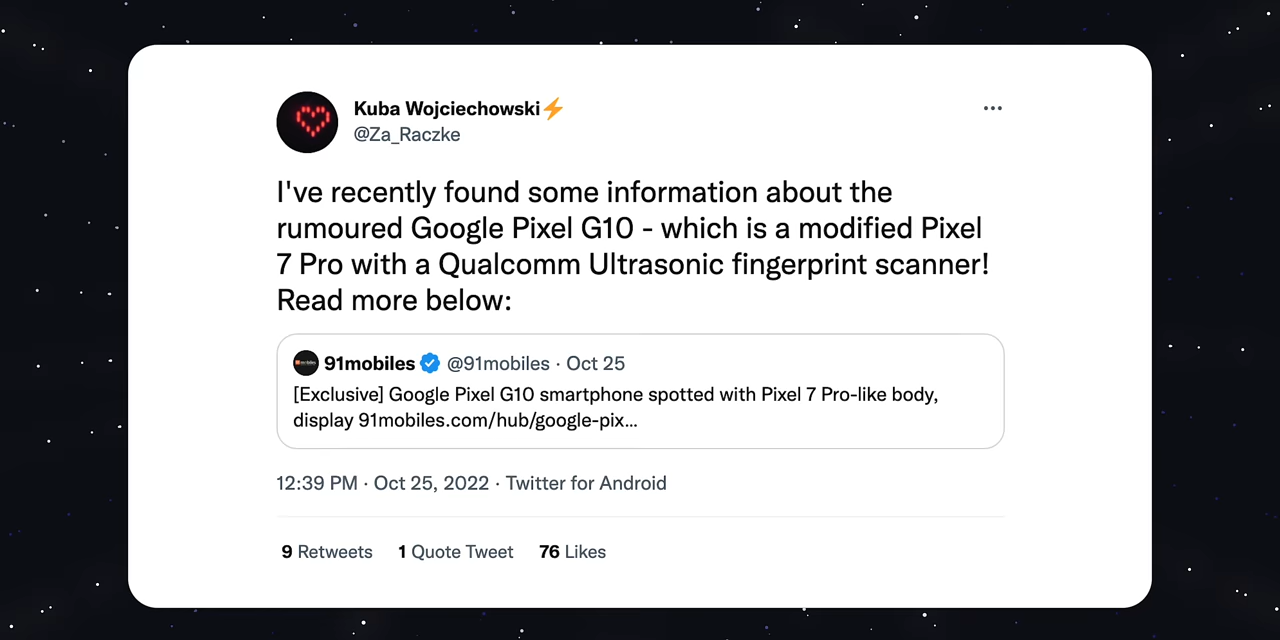 Kuba Wojciechowski⚡
@Za_Raczke
I've recently found some information about the
rumoured Google Pixel G10 - which is a modified Pixel
7 Pro with a Qualcomm Ultrasonic fingerprint scanner!
Read more below:
91mobiles @91mobiles · Oct 25
[Exclusive] Google Pixel G10 smartphone spotted with Pixel 7 Pro-like body,
display 91mobiles.com/hub/google-pix...
12:39 PM · Oct 25, 2022 · Twitter for Android
9 Retweets 1 Quote Tweet 76 Likes